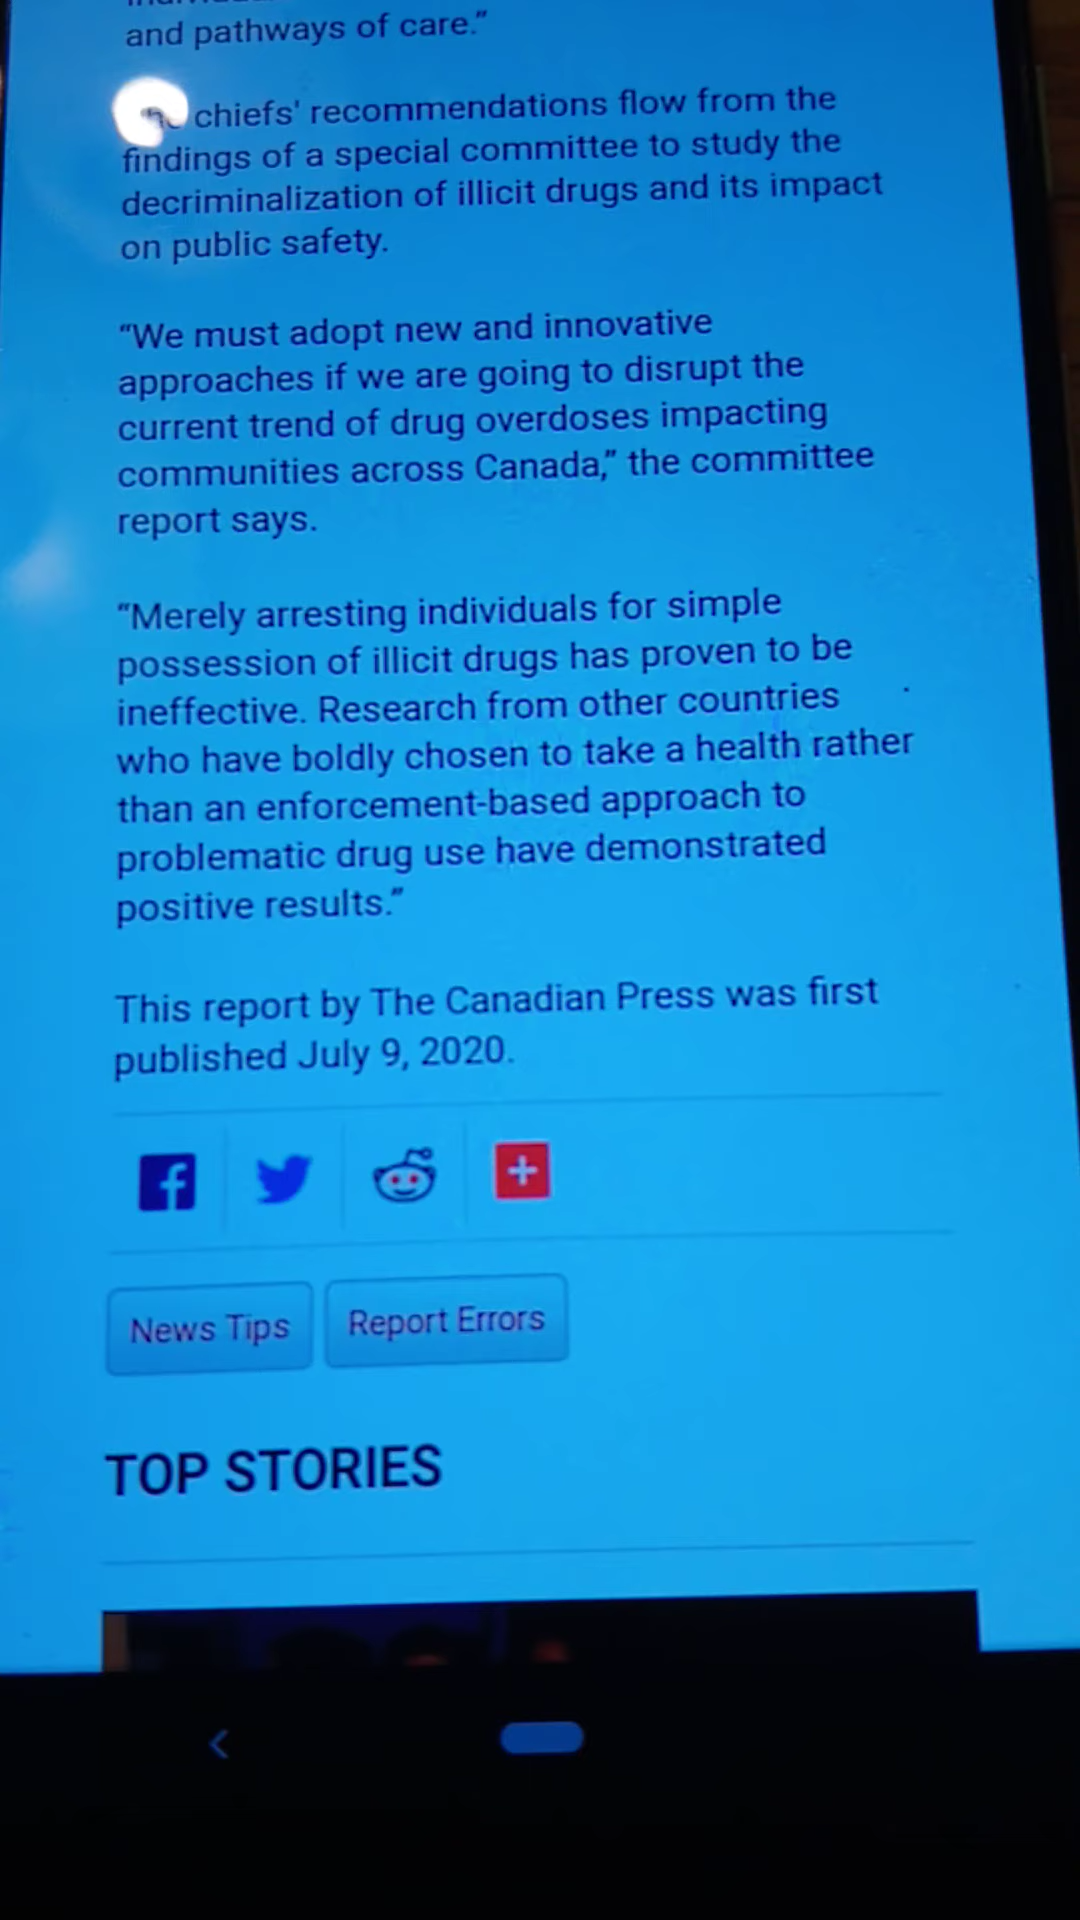 and pathways of care.”
chiefs' recommendations flow from the
findings of a special committee to study the
decriminalization of illicit drugs and its impact
on public safety.
“We must adopt new and innovative
approaches if we are going to disrupt the
current trend of drug overdoses impacting
communities across Canada,” the committee
report says.
“Merely arresting individuals for simple
possession of illicit drugs has proven to be
ineffective. Research from other countries
who have boldly chosen to take a health rather
than an enforcement-based approach to
problematic drug use have demonstrated
positive results.”
This report by The Canadian Press was first
published July 9, 2020.
News Tips
Report Errors
TOP STORIES